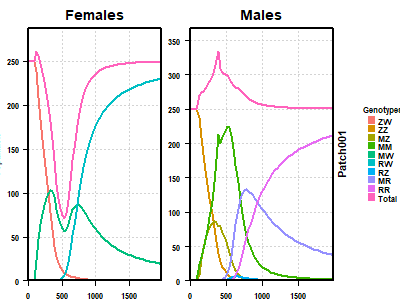 Females
Males
250
200
150
100
50
0
0
500
1000
1500
350
300
250
200
150
100
50
0
0
500
1000
1500
Patch001
Genotypes
ZW
ZZ
MZ
MM
MW
RW
RZ
MR
RR
Total